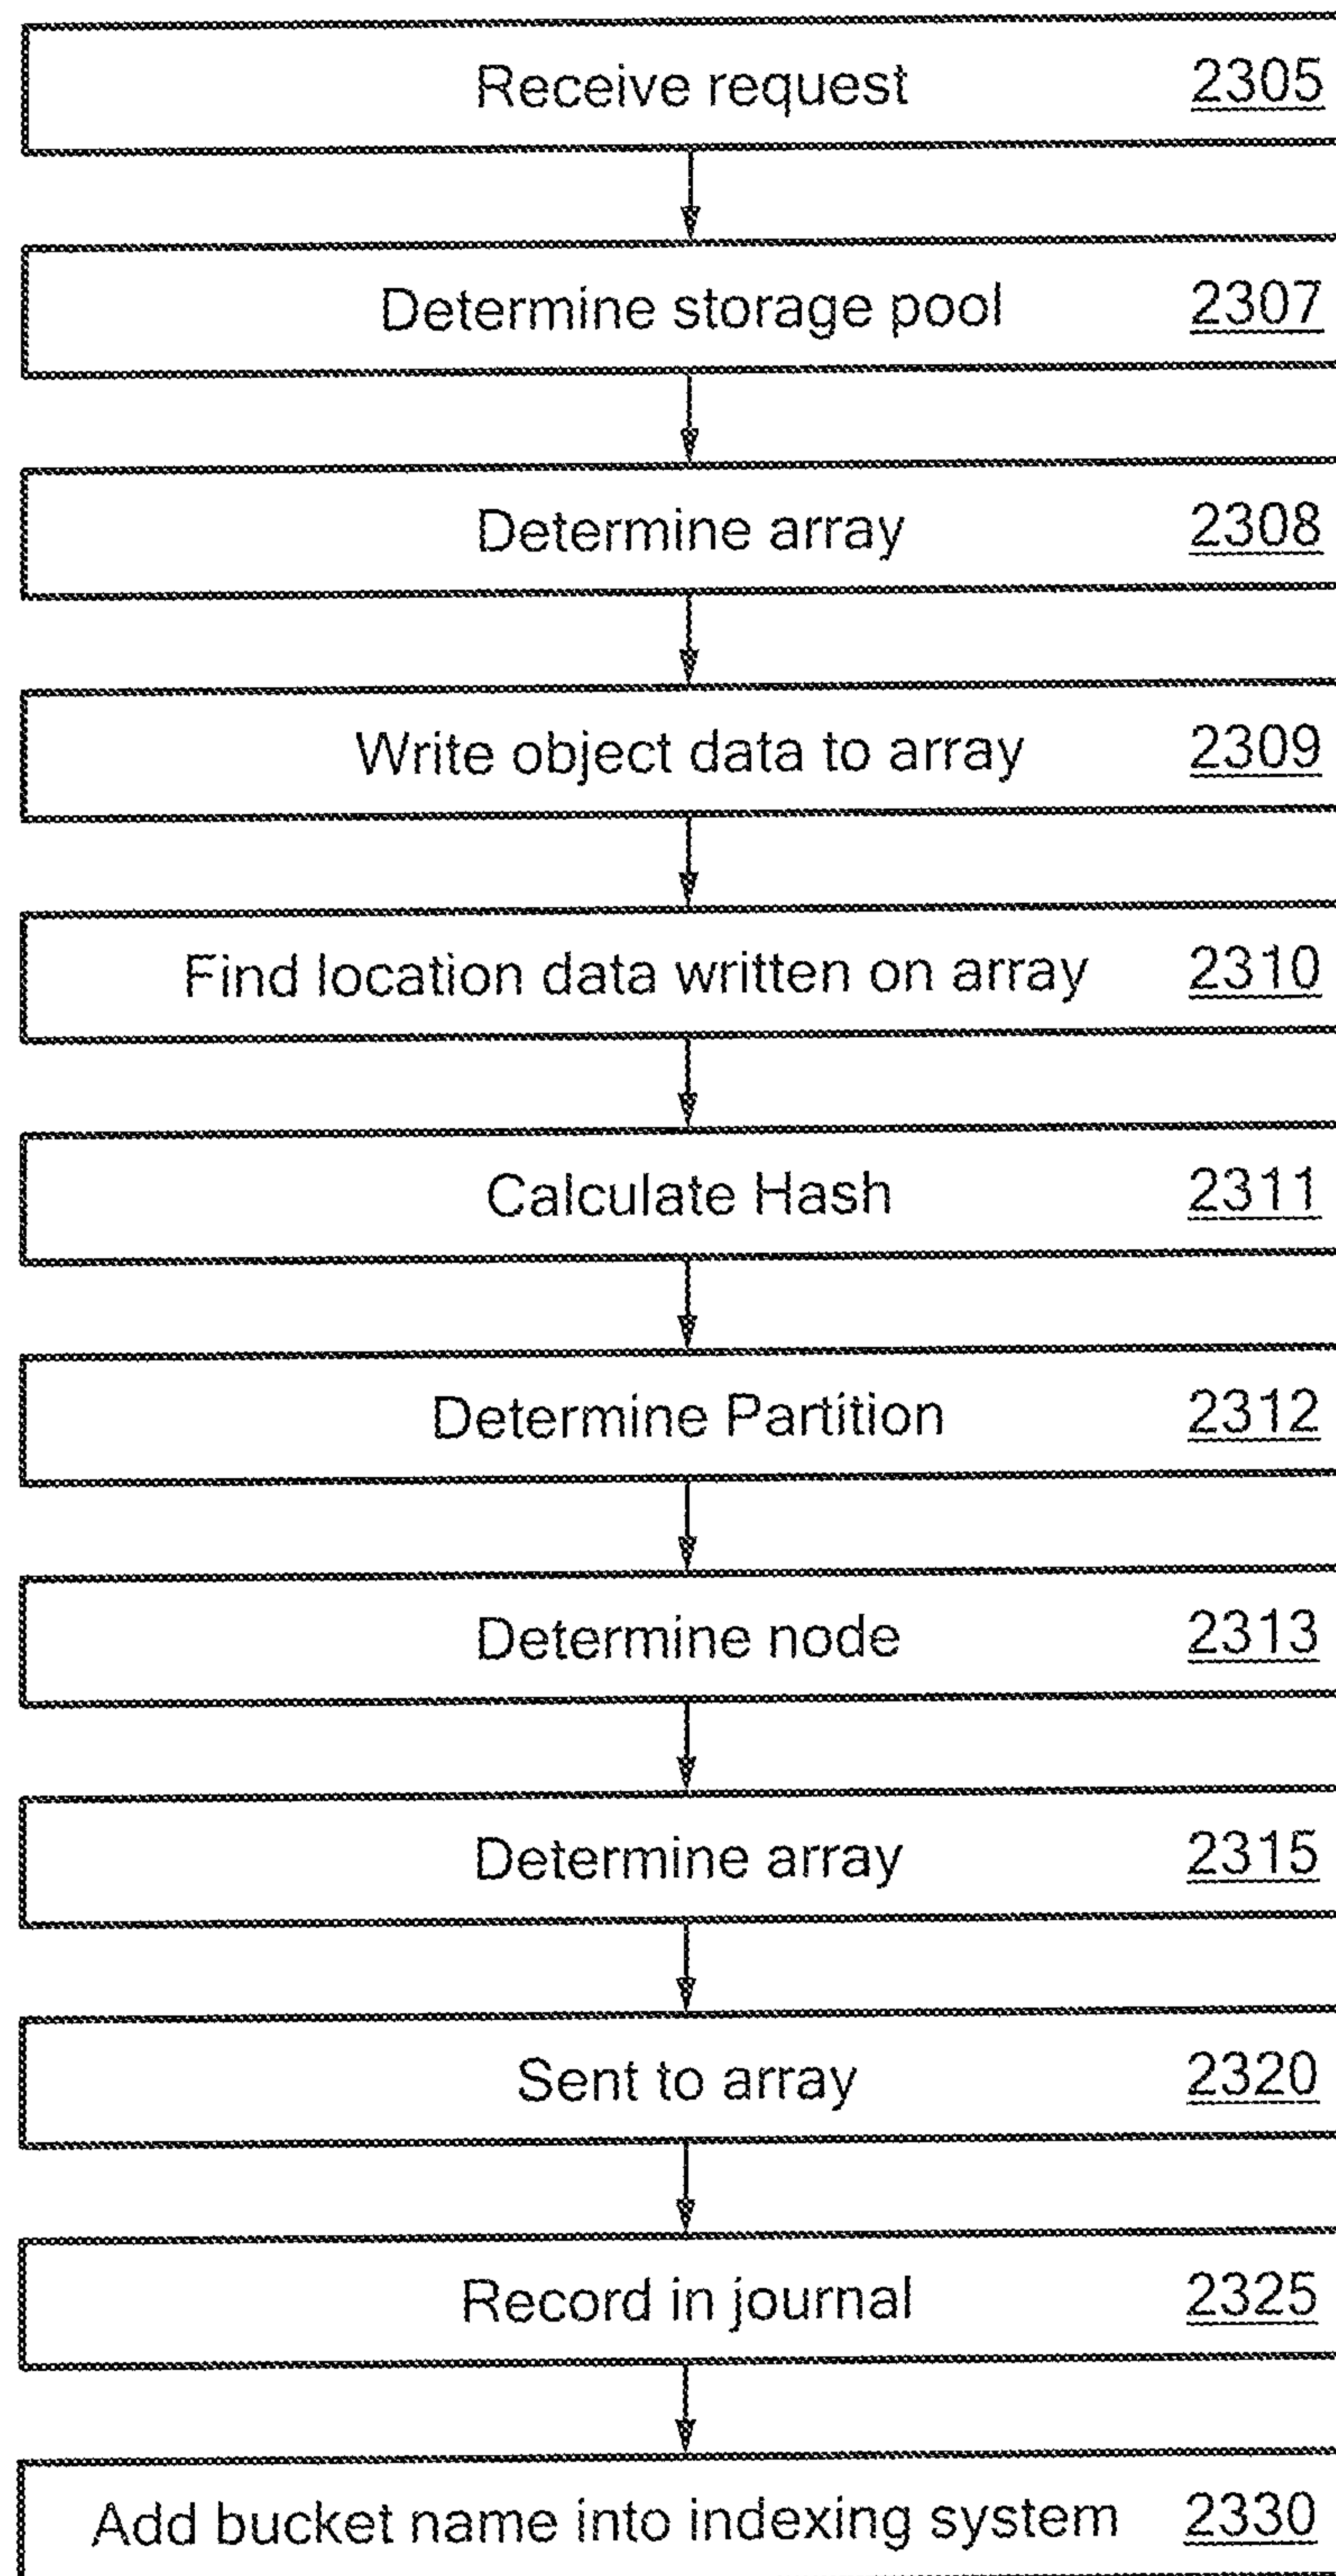 Receive request 2305
Determine storage pool 2307
Determine array 2308
Write object data to array 2309
Find location data written on array 2310
Calculate Hash 2311
Determine Partition 2312
Determine node 2313
Determine array 2315
Sent to array 2320
Record in journal 2325
Add bucket name into indexing system 2330